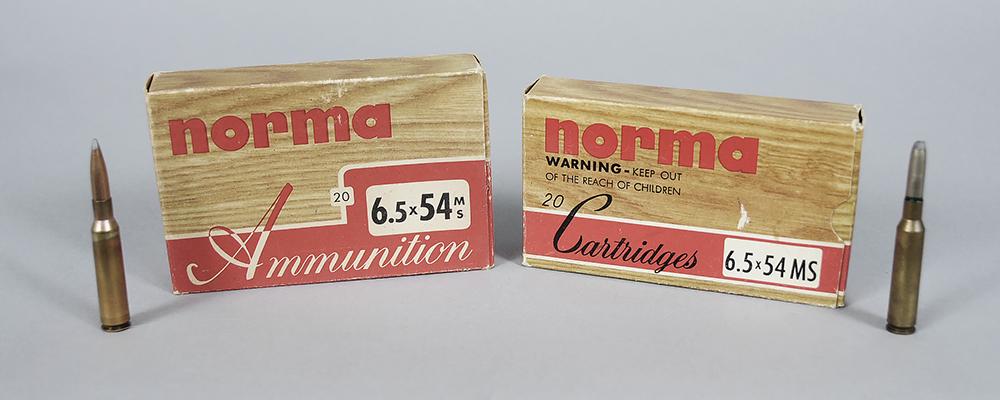 norma
20
6.5x54 MS
Ammunition
norma
WARNING - KEEP OUT
OF THE REACH OF CHILDREN
20
Cartridges
6.5x54 MS